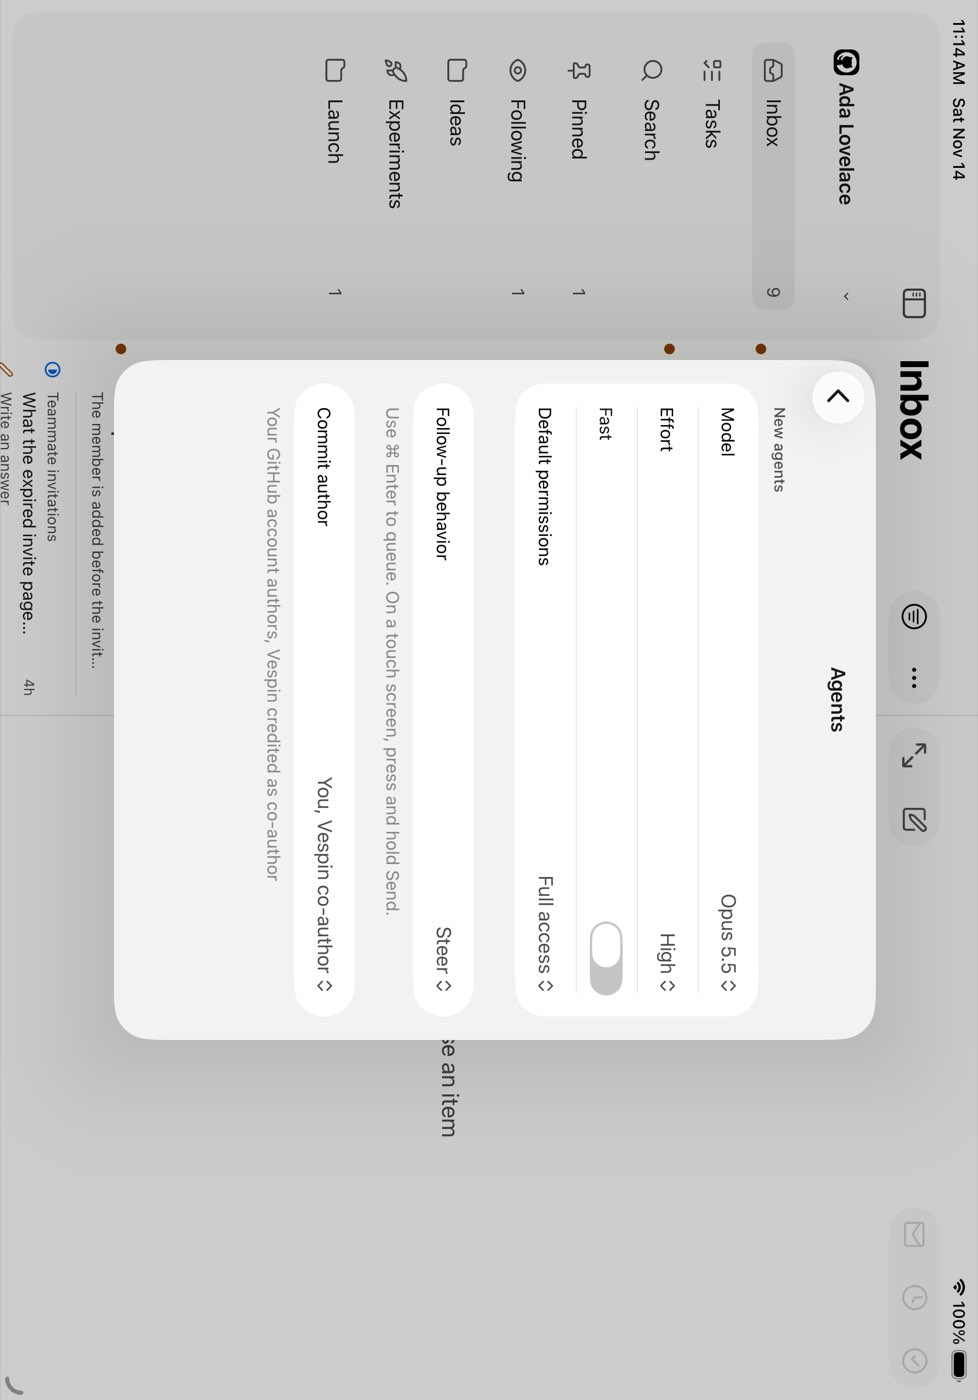 11:14 AM Sat Nov 14
100%
Ada Lovelace
Inbox 9
Tasks
Search
Pinned 1
Following 1
Ideas
Experiments
Launch 1
Inbox
Agents
New agents
Model Opus 5.5
Effort High
Fast
Default permissions Full access
Follow-up behavior Steer
Use ⌘ Enter to queue. On a touch screen, press and hold Send.
Commit author You, Vespin co-author
Your GitHub account authors, Vespin credited as co-author
The member is added before the invit...
Teammate invitations
What the expired invite page... 4h
Write an answer
an item